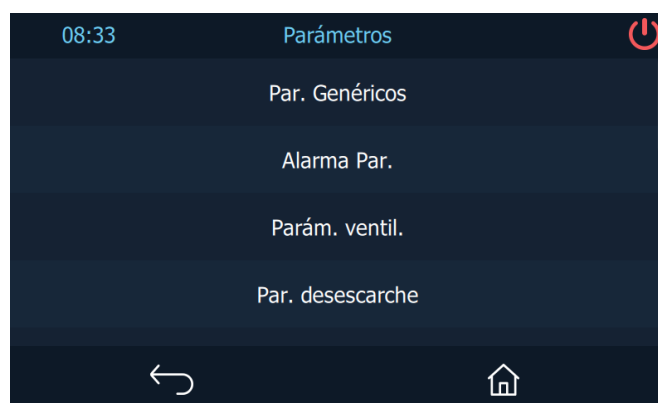 08:33 Parámetros
Par. Genéricos
Alarma Par.
Parám. ventil.
Par. desescarche